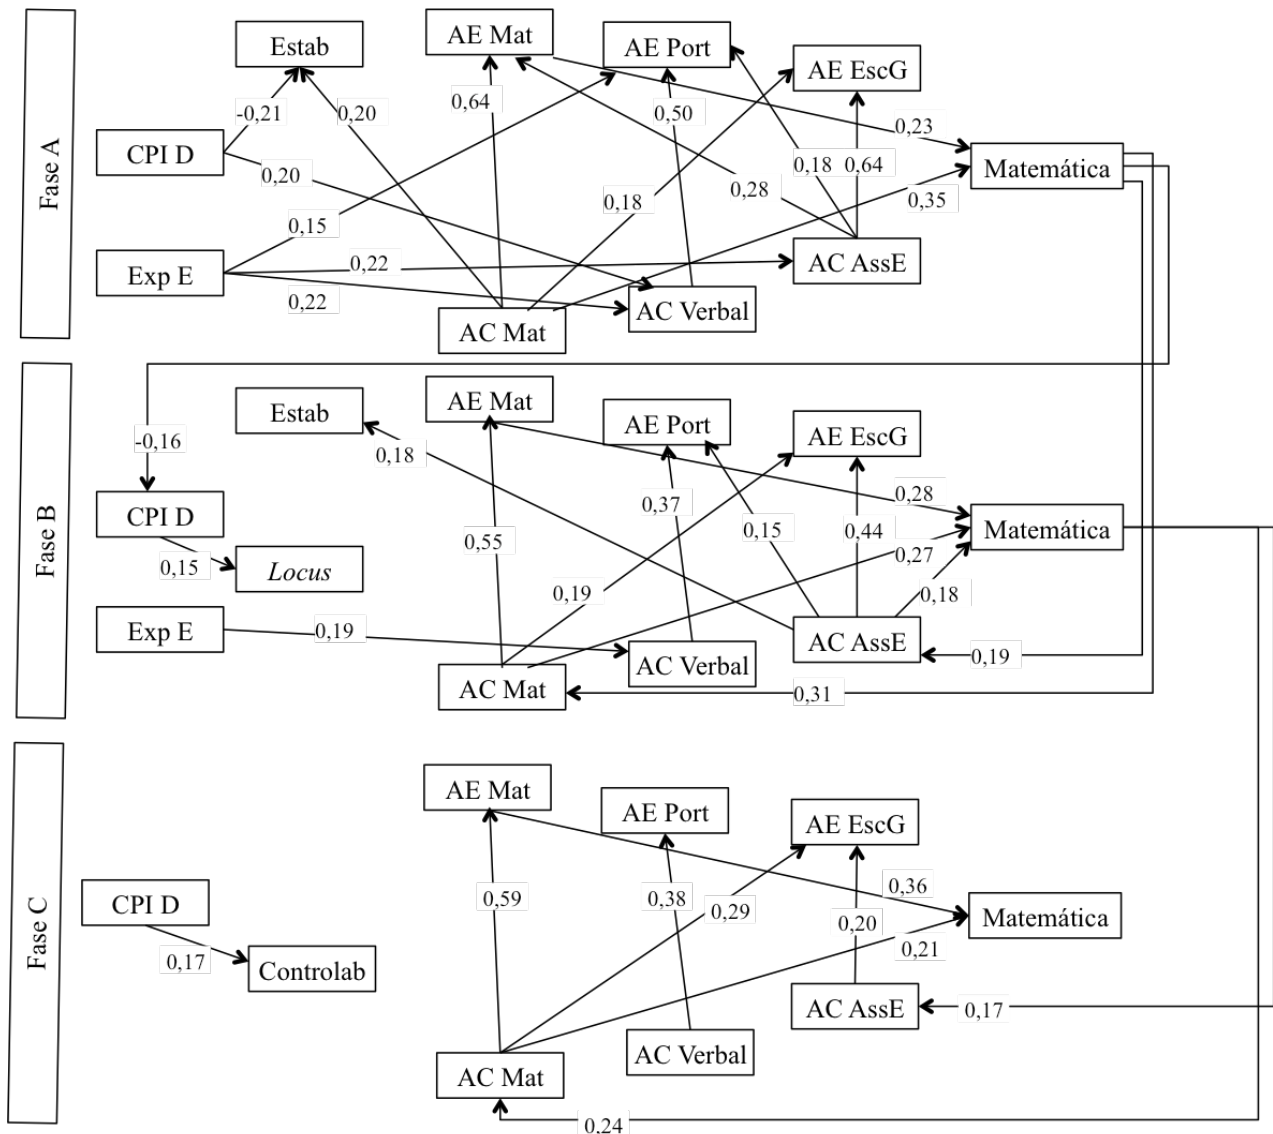 Fase A
Estab
AE Mat
AE Port
AE EscG
-0,21
0,20
0,64
0,50
0,23
CPI D
0,20
0,18
0,64
Matemática
0,28
0,18
0,35
0,15
Exp E
0,22
AC AssE
0,22
AC Mat
AC Verbal
Fase B
Estab
AE Mat
AE Port
AE EscG
-0,16
0,18
0,28
CPI D
0,37
0,15
0,44
Matemática
0,55
0,27
0,15
Locus
0,19
0,18
Exp E
0,19
AC AssE
0,19
AC Verbal
AC Mat
0,31
Fase C
AE Mat
AE Port
AE EscG
0,36
CPI D
0,59
0,38
0,29
0,20
Matemática
0,17
0,21
Controlab
AC AssE
0,17
AC Verbal
AC Mat
0,24